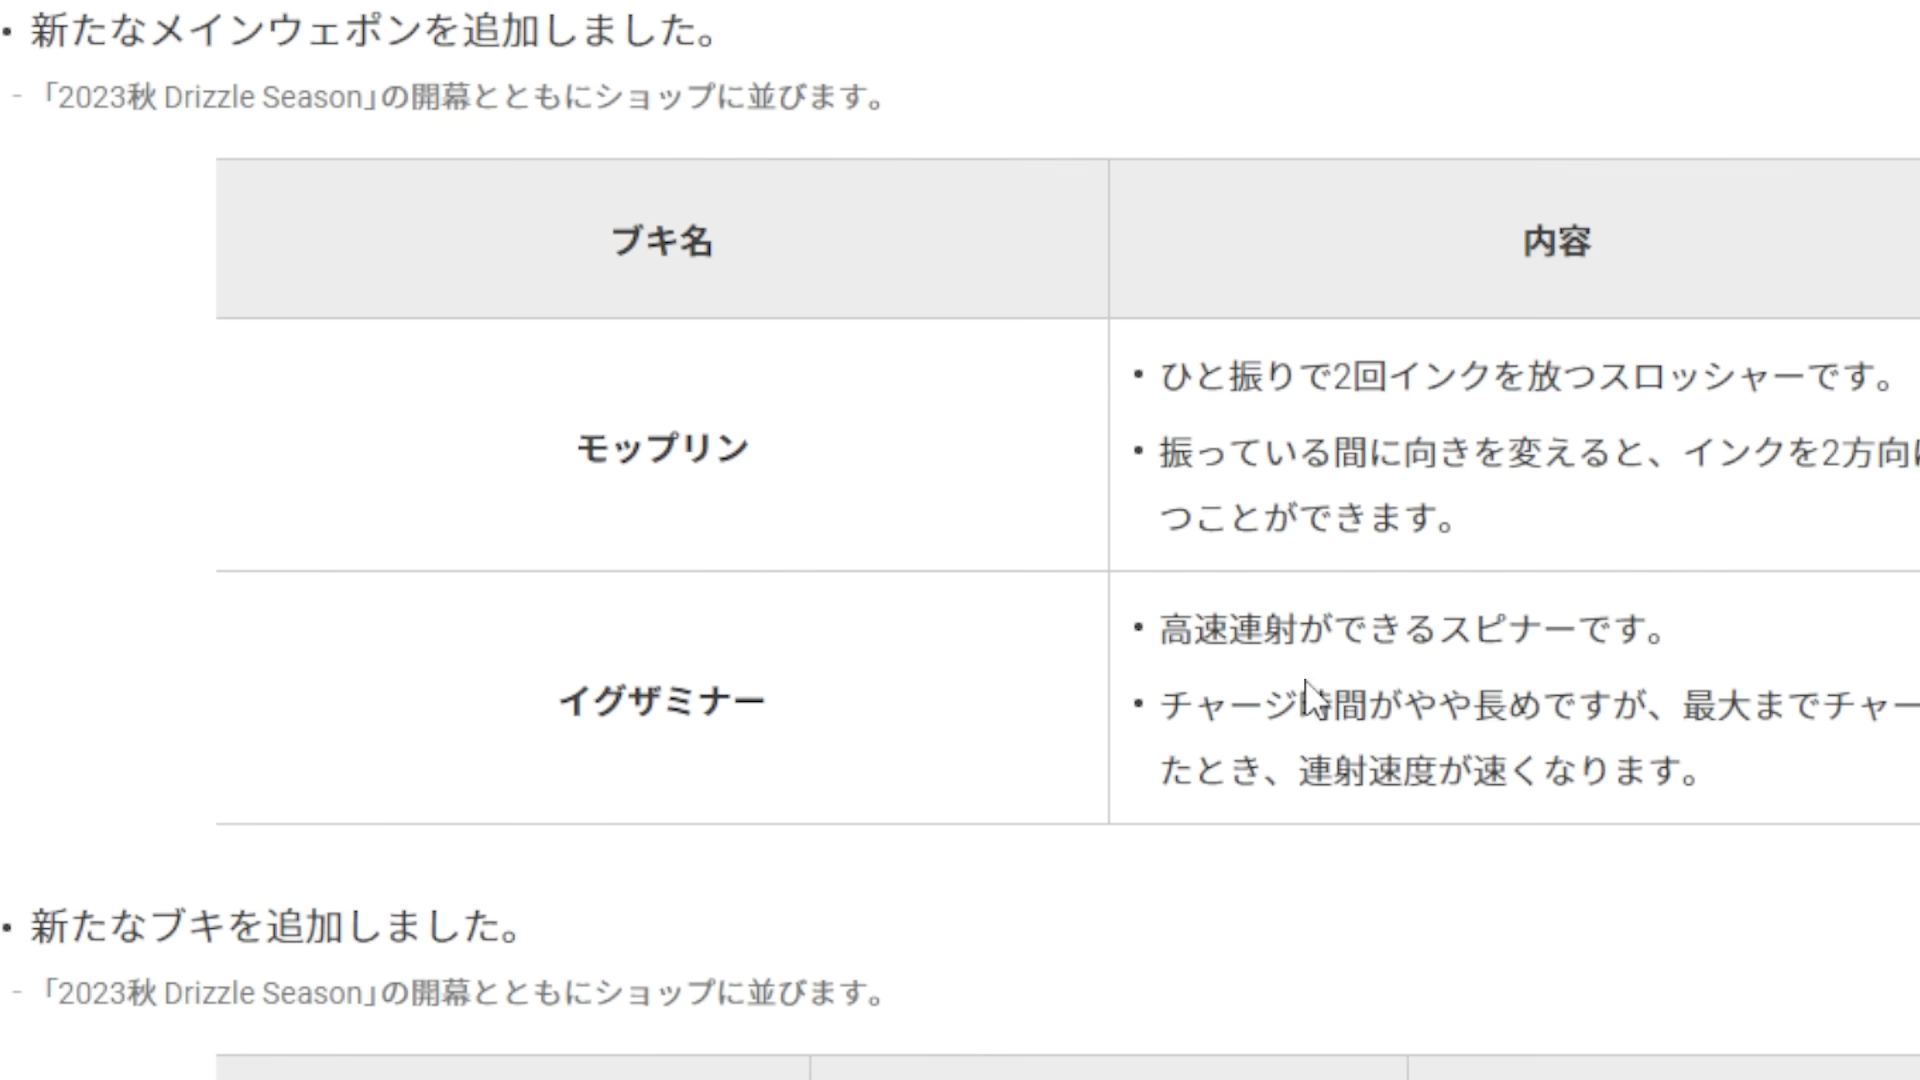 ・新たなメインウェポンを追加しました。
-「2023秋 Drizzle Season」の開幕とともにショップに並びます。
ブキ名
内容
モップリン
・ひと振りで2回インクを放つスロッシャーです。
・振っている間に向きを変えると、インクを2方向に
つことができます。
イグザミナー
・高速連射ができるスピナーです。
・チャージ時間がやや長めですが、最大までチャー
たとき、連射速度が速くなります。
・新たなブキを追加しました。
-「2023秋 Drizzle Season」の開幕とともにショップに並びます。